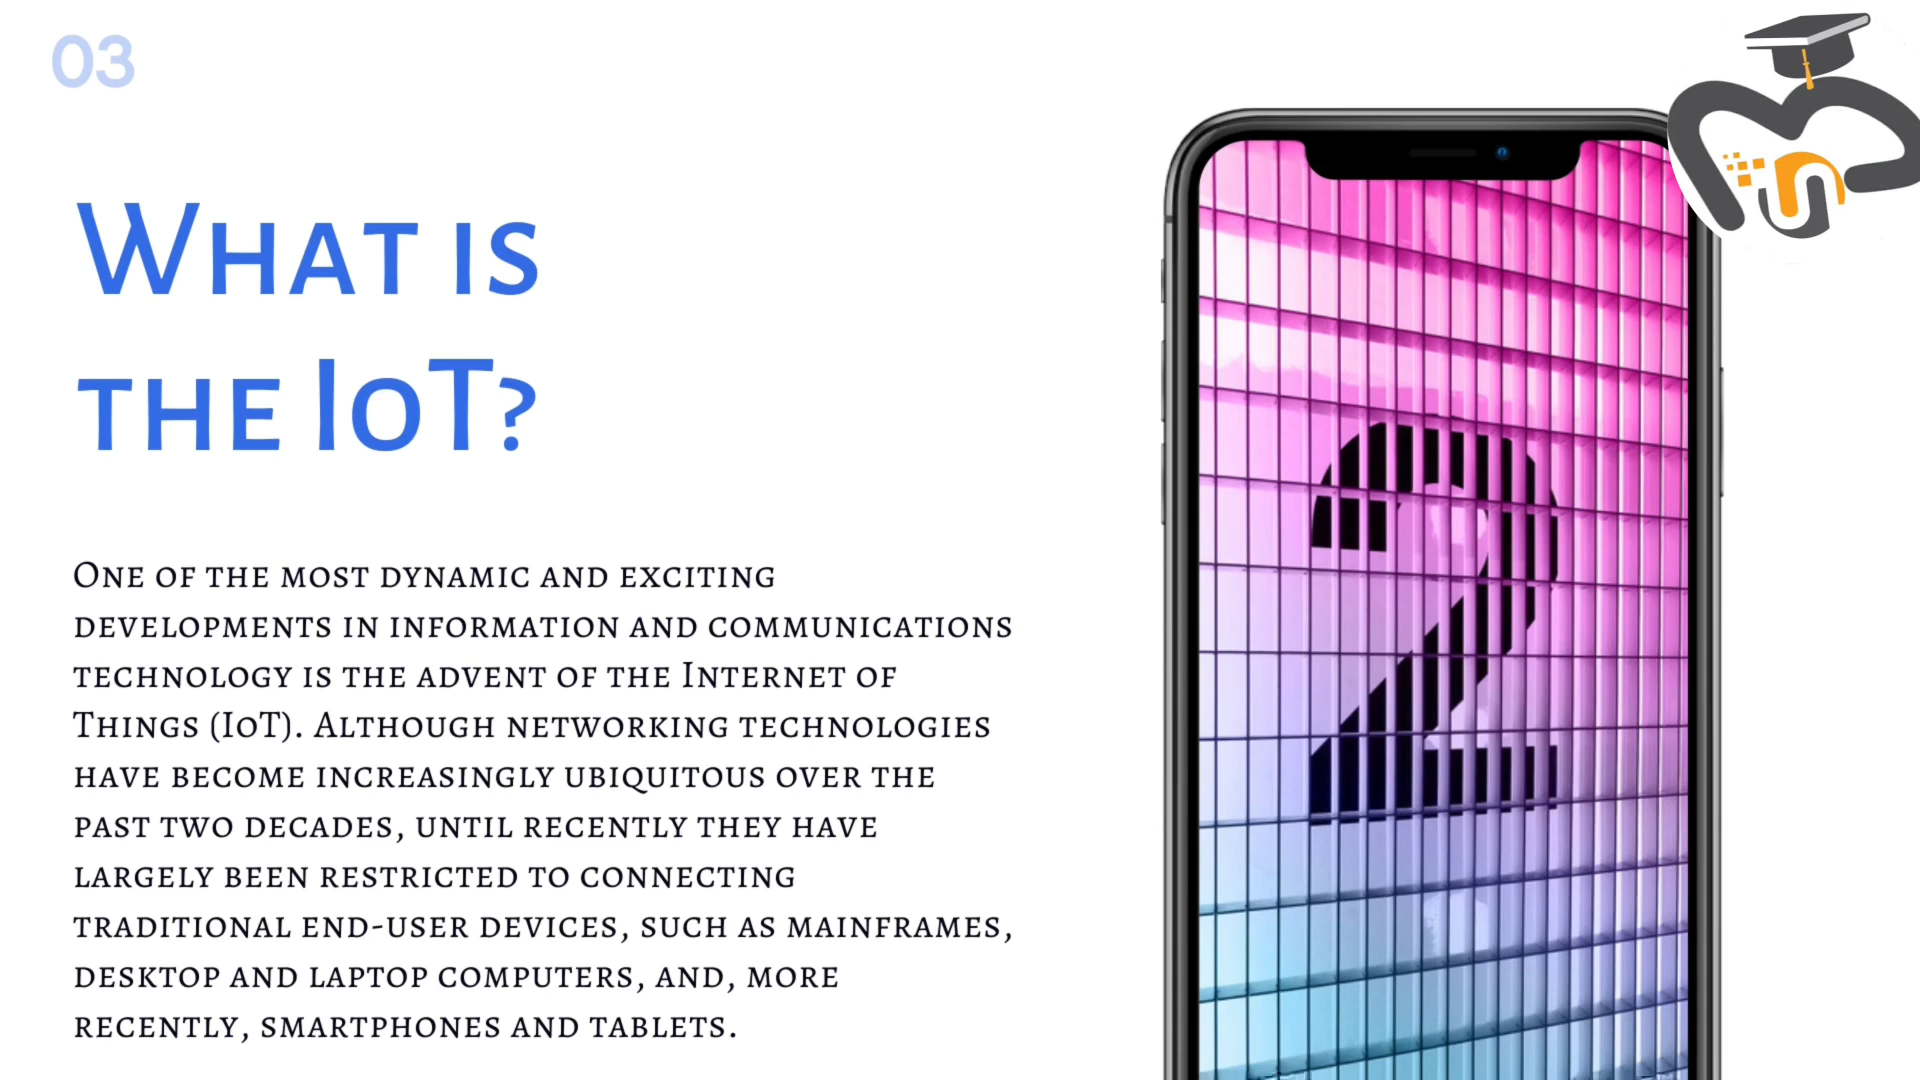 03
What is
the IoT?
One of the most dynamic and exciting
developments in information and communications
technology is the advent of the Internet of
Things (IoT). Although networking technologies
have become increasingly ubiquitous over the
past two decades, until recently they have
largely been restricted to connecting
traditional end-user devices, such as mainframes,
desktop and laptop computers, and, more
recently, smartphones and tablets.
2